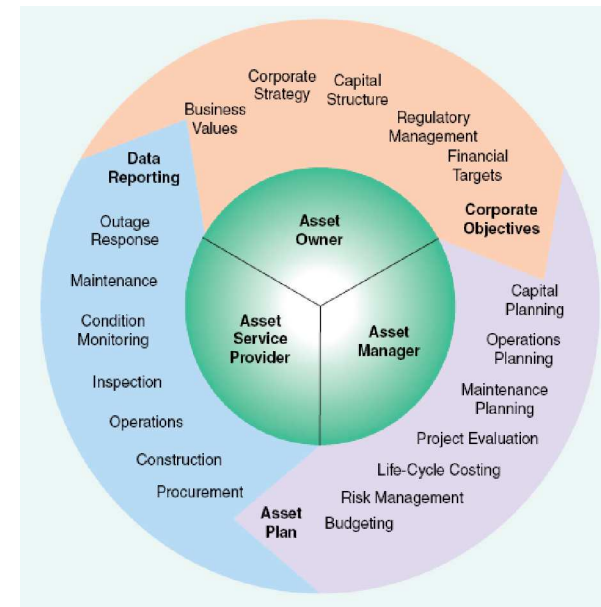 Corporate
Strategy
Capital
Structure
Business
Values
Regulatory
Management
Financial
Targets
Corporate
Objectives
Data
Reporting
Outage
Response
Maintenance
Condition
Monitoring
Inspection
Operations
Construction
Procurement
Asset
Owner
Asset
Service
Provider
Asset
Manager
Capital
Planning
Operations
Planning
Maintenance
Planning
Project Evaluation
Life-Cycle Costing
Risk Management
Budgeting
Asset
Plan